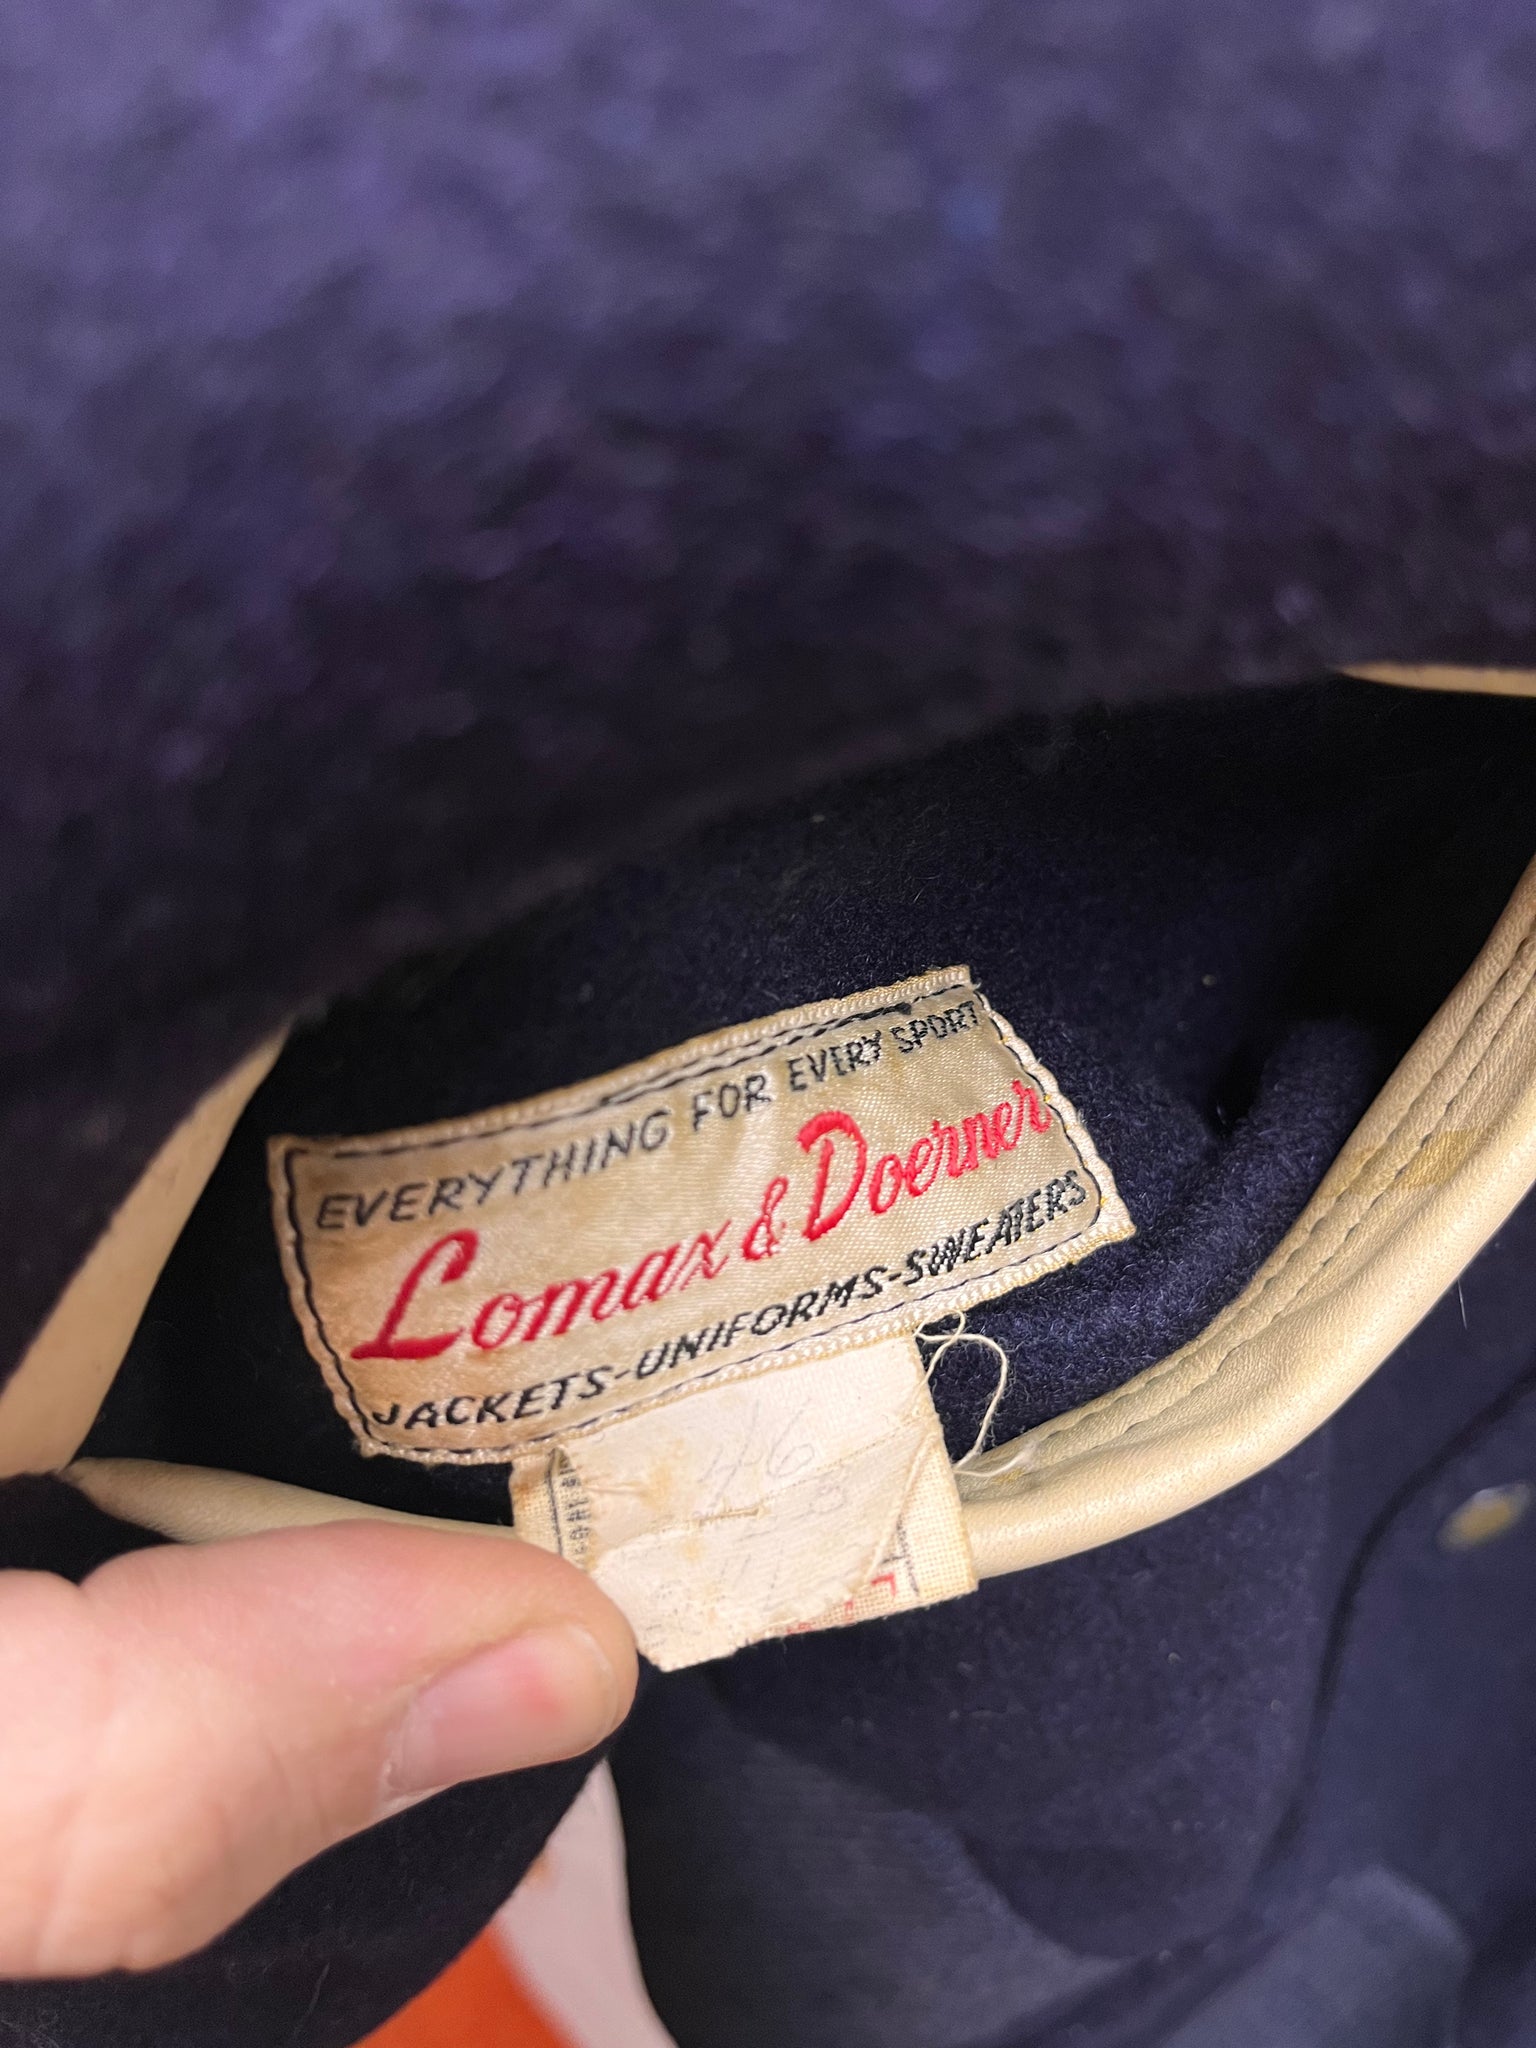 EVERYTHING FOR EVERY SPORT
Lomax & Doerner
JACKETS-UNIFORMS-SWEATERS
46